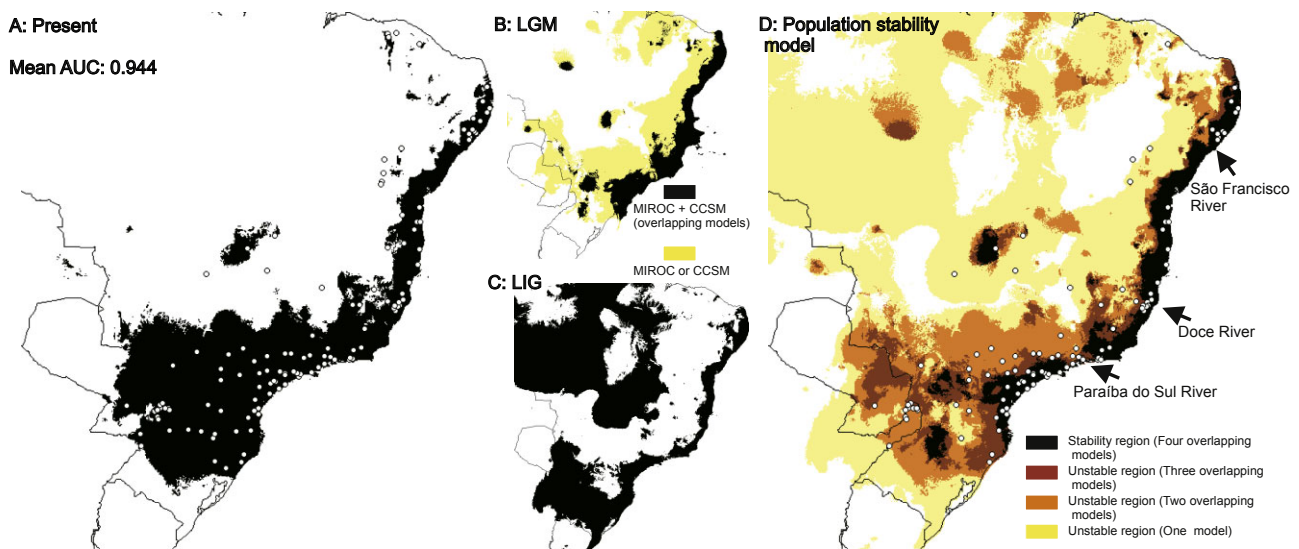 A: Present
Mean AUC: 0.944
B: LGM
MIROC + CCSM
(overlapping models)
MIROC or CCSM
C: LIG
D: Population stability
model
São Francisco
River
Doce River
Paraíba do Sul River
Stability region (Four overlapping
models)
Unstable region (Three overlapping
models)
Unstable region (Two overlapping
models)
Unstable region (One model)